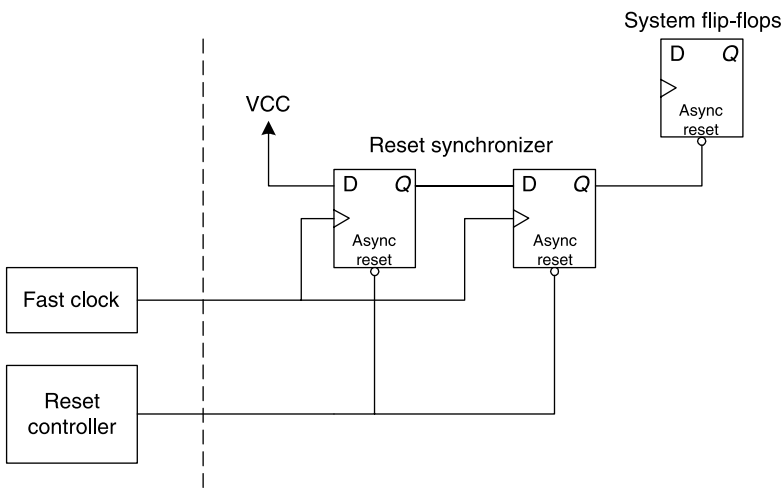 System flip-flops
D Q
Async
reset
VCC
Reset synchronizer
D Q
Async
reset
D Q
Async
reset
Fast clock
Reset
controller